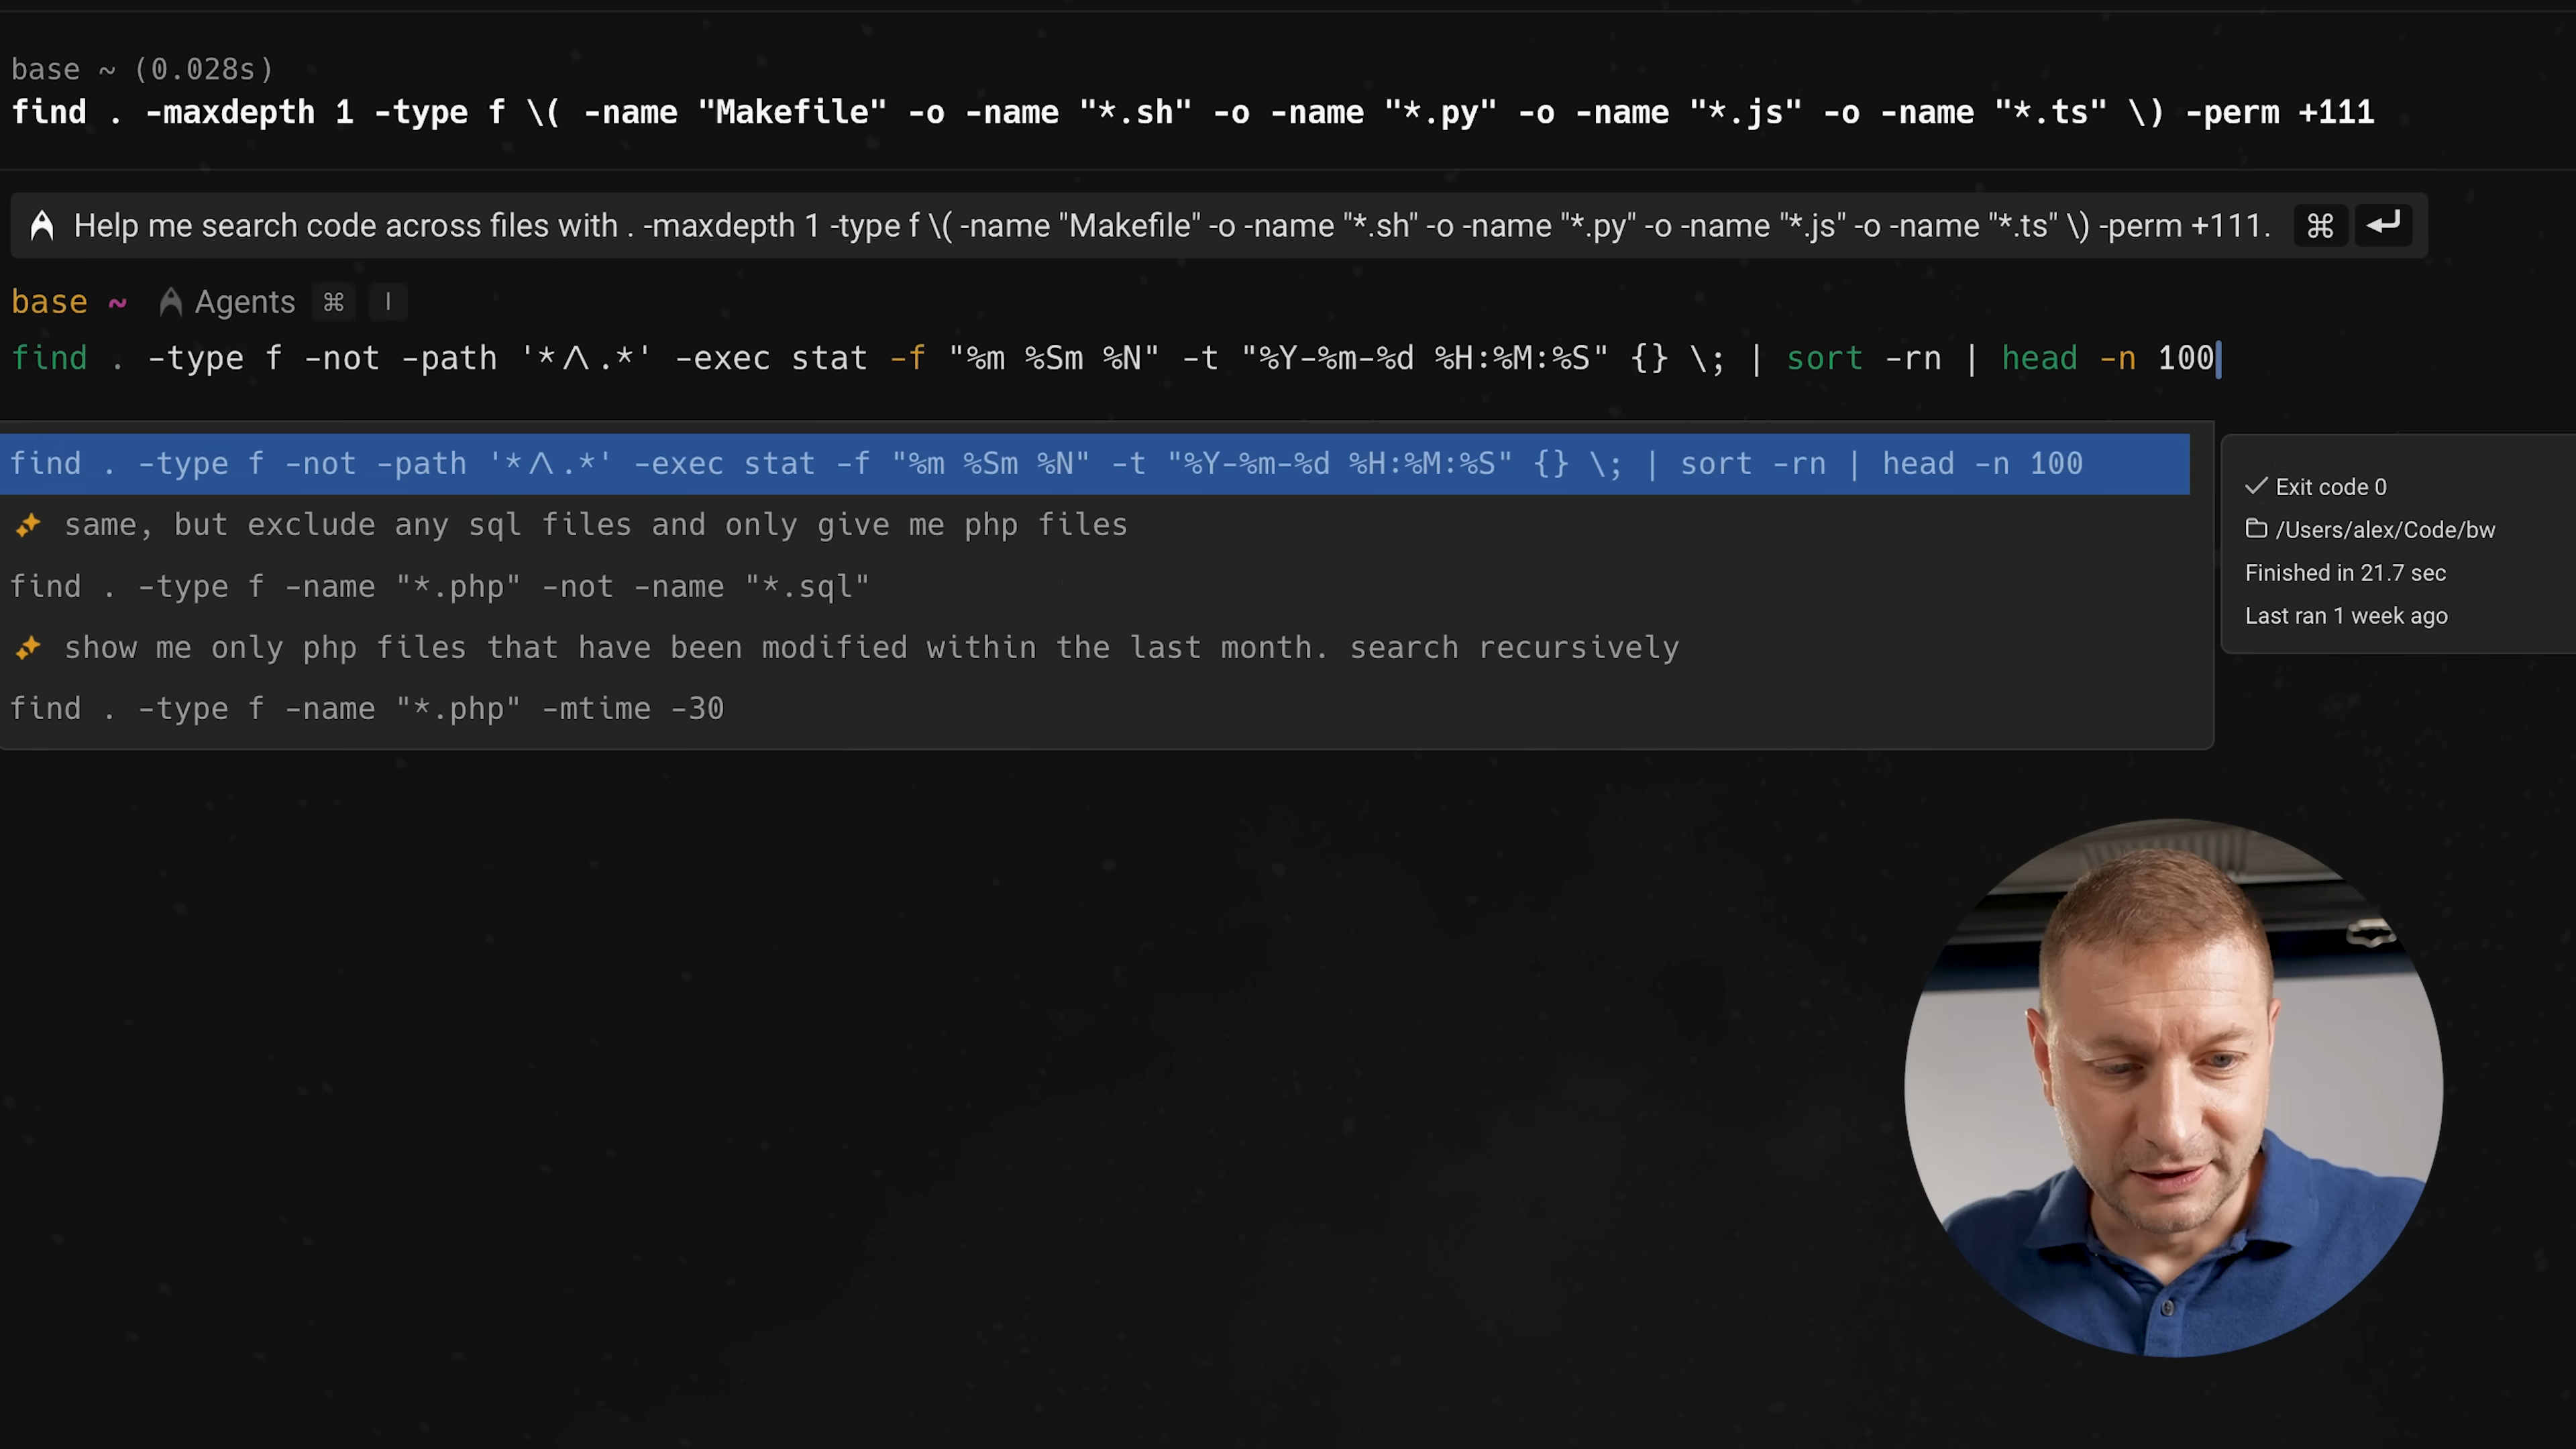 base ~ (0.028s)
find . -maxdepth 1 -type f \( -name "Makefile" -o -name "*.sh" -o -name "*.py" -o -name "*.js" -o -name "*.ts" \) -perm +111
Help me search code across files with . -maxdepth 1 -type f \( -name "Makefile" -o -name "*.sh" -o -name "*.py" -o -name "*.js" -o -name "*.ts" \) -perm +111. ⌘ ↵
base ~ Agents ⌘ I
find . -type f -not -path '*/\.*' -exec stat -f "%m %Sm %N" -t "%Y-%m-%d %H:%M:%S" {} \; | sort -rn | head -n 100
find . -type f -not -path '*/\.*' -exec stat -f "%m %Sm %N" -t "%Y-%m-%d %H:%M:%S" {} \; | sort -rn | head -n 100
same, but exclude any sql files and only give me php files
find . -type f -name "*.php" -not -name "*.sql"
show me only php files that have been modified within the last month. search recursively
find . -type f -name "*.php" -mtime -30
Exit code 0
/Users/alex/Code/bw
Finished in 21.7 sec
Last ran 1 week ago